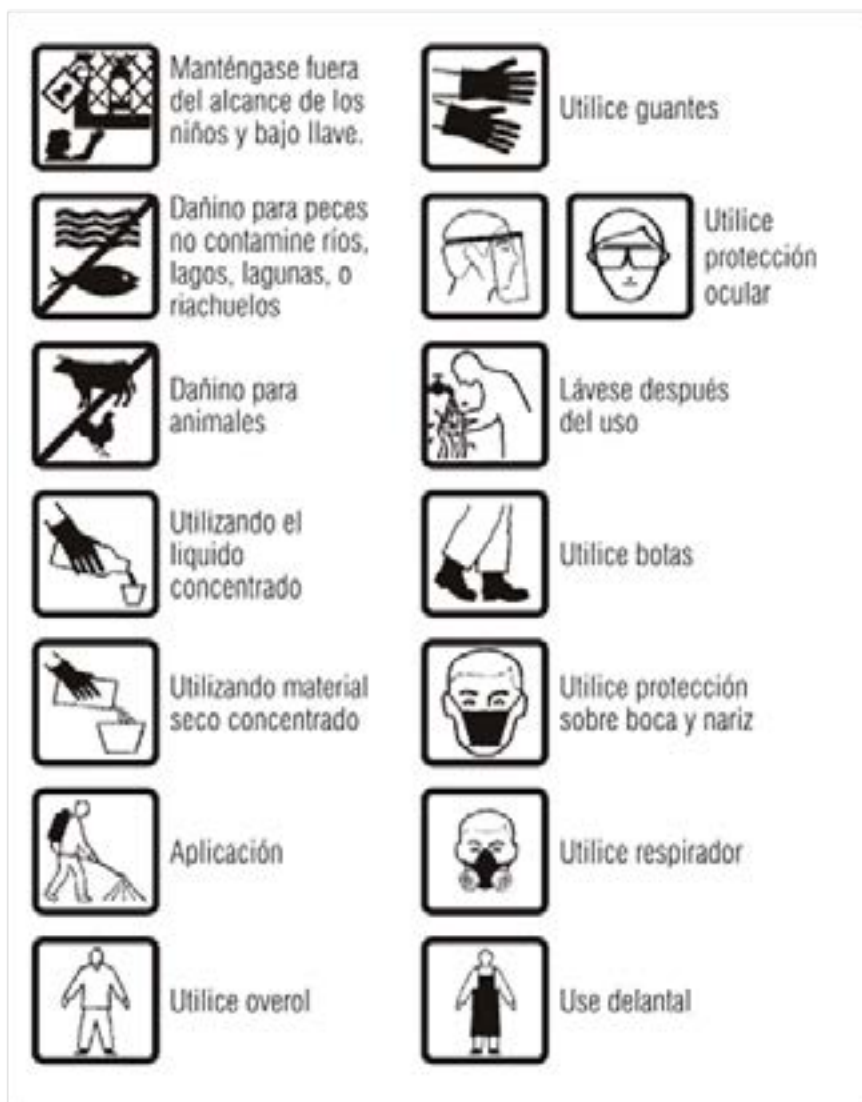 Manténgase fuera
del alcance de los
niños y bajo llave.
Utilice guantes
Dañino para peces
no contamine ríos,
lagos, lagunas, o
riachuelos
Utilice
protección
ocular
Dañino para
animales
Lávese después
del uso
Utilizando el
liquido
concentrado
Utilice botas
Utilizando material
seco concentrado
Utilice protección
sobre boca y nariz
Aplicación
Utilice respirador
Utilice overol
Use delantal